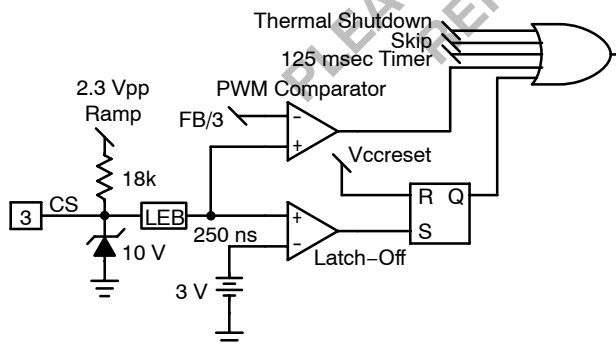 Thermal Shutdown
Skip
125 msec Timer
2.3 Vpp
Ramp
PWM Comparator
FB/3
−
+
Vccreset
18k
3
CS
LEB
R Q
S
250 ns
+
−
10 V
Latch−Off
3 V